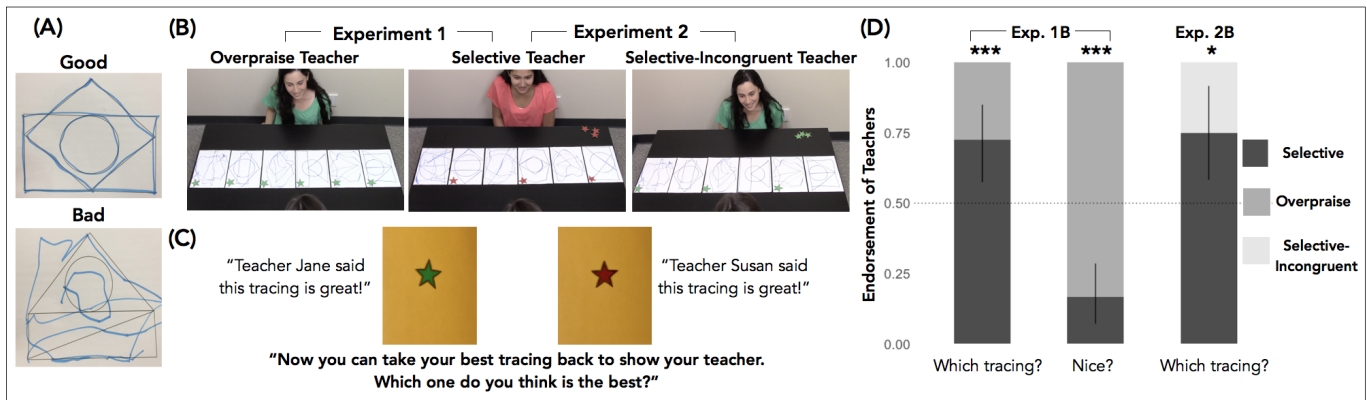 (A)
Good
Bad
(B)
Experiment 1
Experiment 2
Overpraise Teacher
Selective Teacher
Selective-Incongruent Teacher
(C)
“Teacher Jane said
this tracing is great!”
“Teacher Susan said
this tracing is great!”
“Now you can take your best tracing back to show your teacher.
Which one do you think is the best?”
(D)
Exp. 1B
Exp. 2B
***
***
*
Endorsement of Teachers
1.00
0.75
0.50
0.25
0.00
Which tracing?
Nice?
Which tracing?
Selective
Overpraise
Selective-
Incongruent